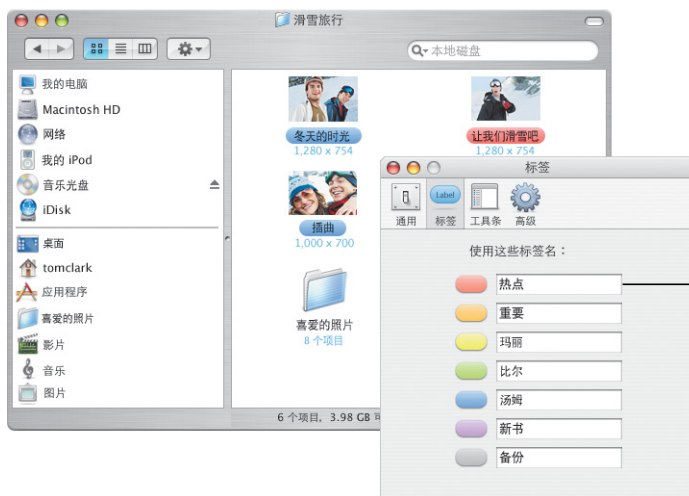 滑雪旅行
本地磁盘
我的电脑
Macintosh HD
网络
我的 iPod
音乐光盘
iDisk
桌面
tomclark
应用程序
喜爱的照片
影片
音乐
图片
冬天的时光
1,280 x 754
让我们滑雪吧
1,280 x 754
插曲
1,000 x 700
喜爱的照片
8 个项目
6 个项目, 3.98 GB 可
标签
Label
通用 标签 工具条 高级
使用这些标签名：
热点
重要
玛丽
比尔
汤姆
新书
备份